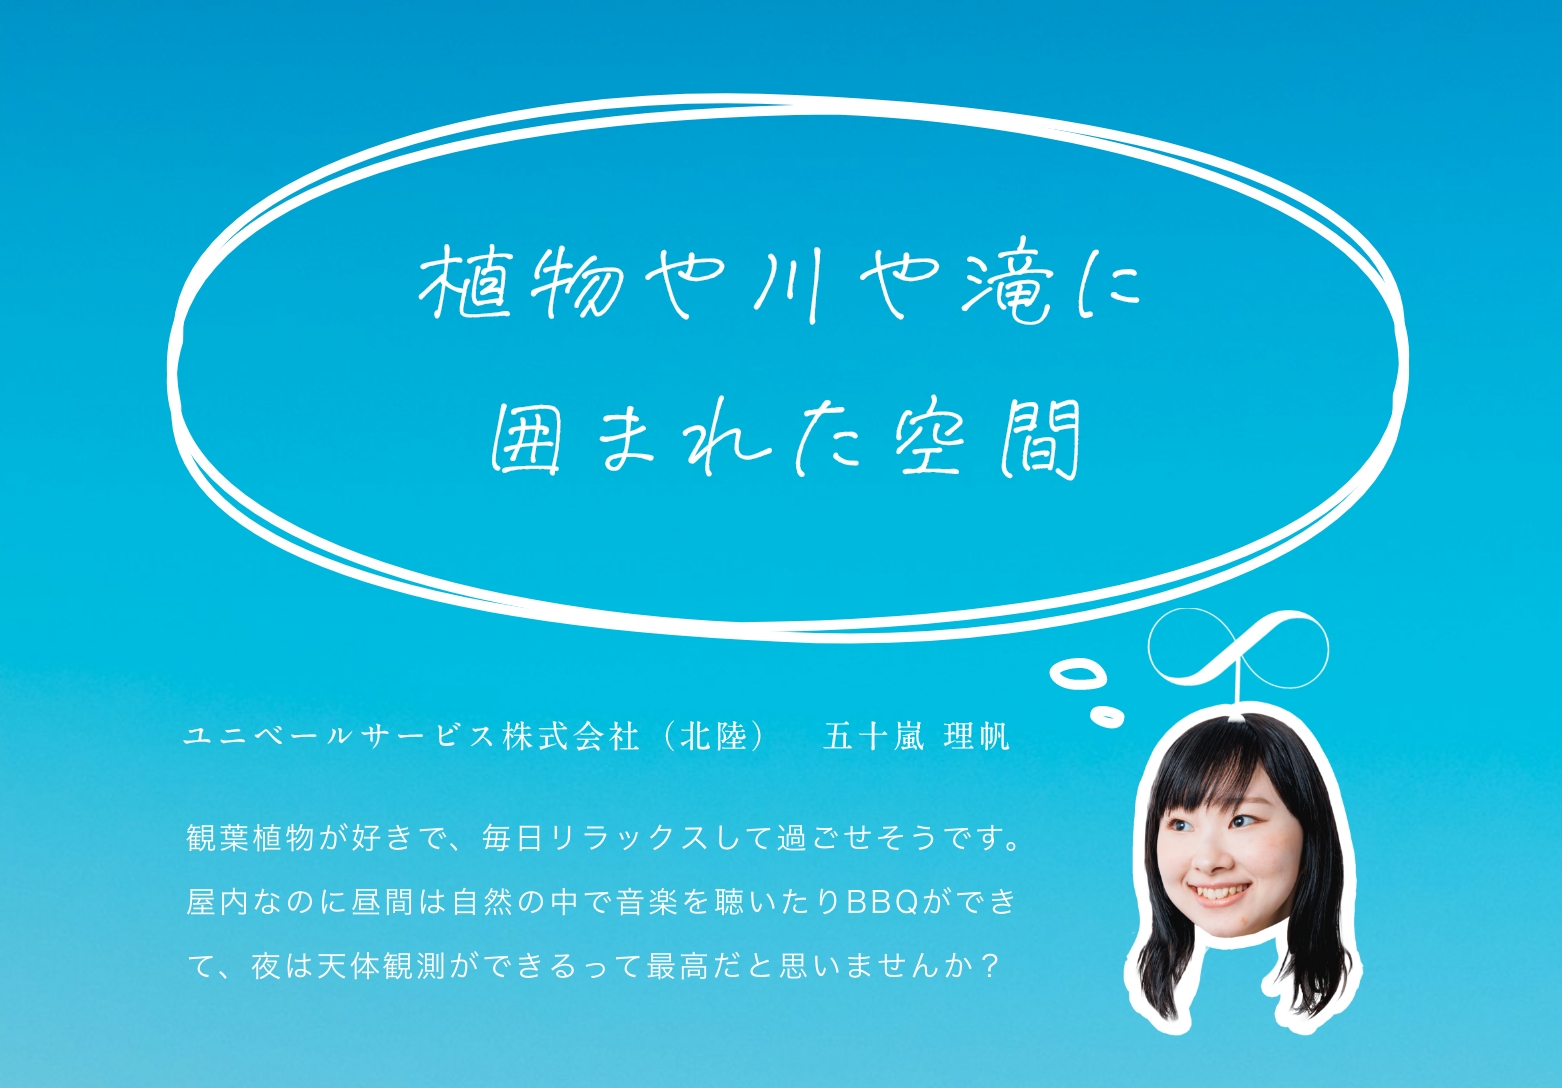 植物や川や滝に
囲まれた空間
ユニベールサービス株式会社（北陸）　五十嵐 理帆
観葉植物が好きで、毎日リラックスして過ごせそうです。
屋内なのに昼間は自然の中で音楽を聴いたりBBQができ
て、夜は天体観測ができるって最高だと思いませんか？